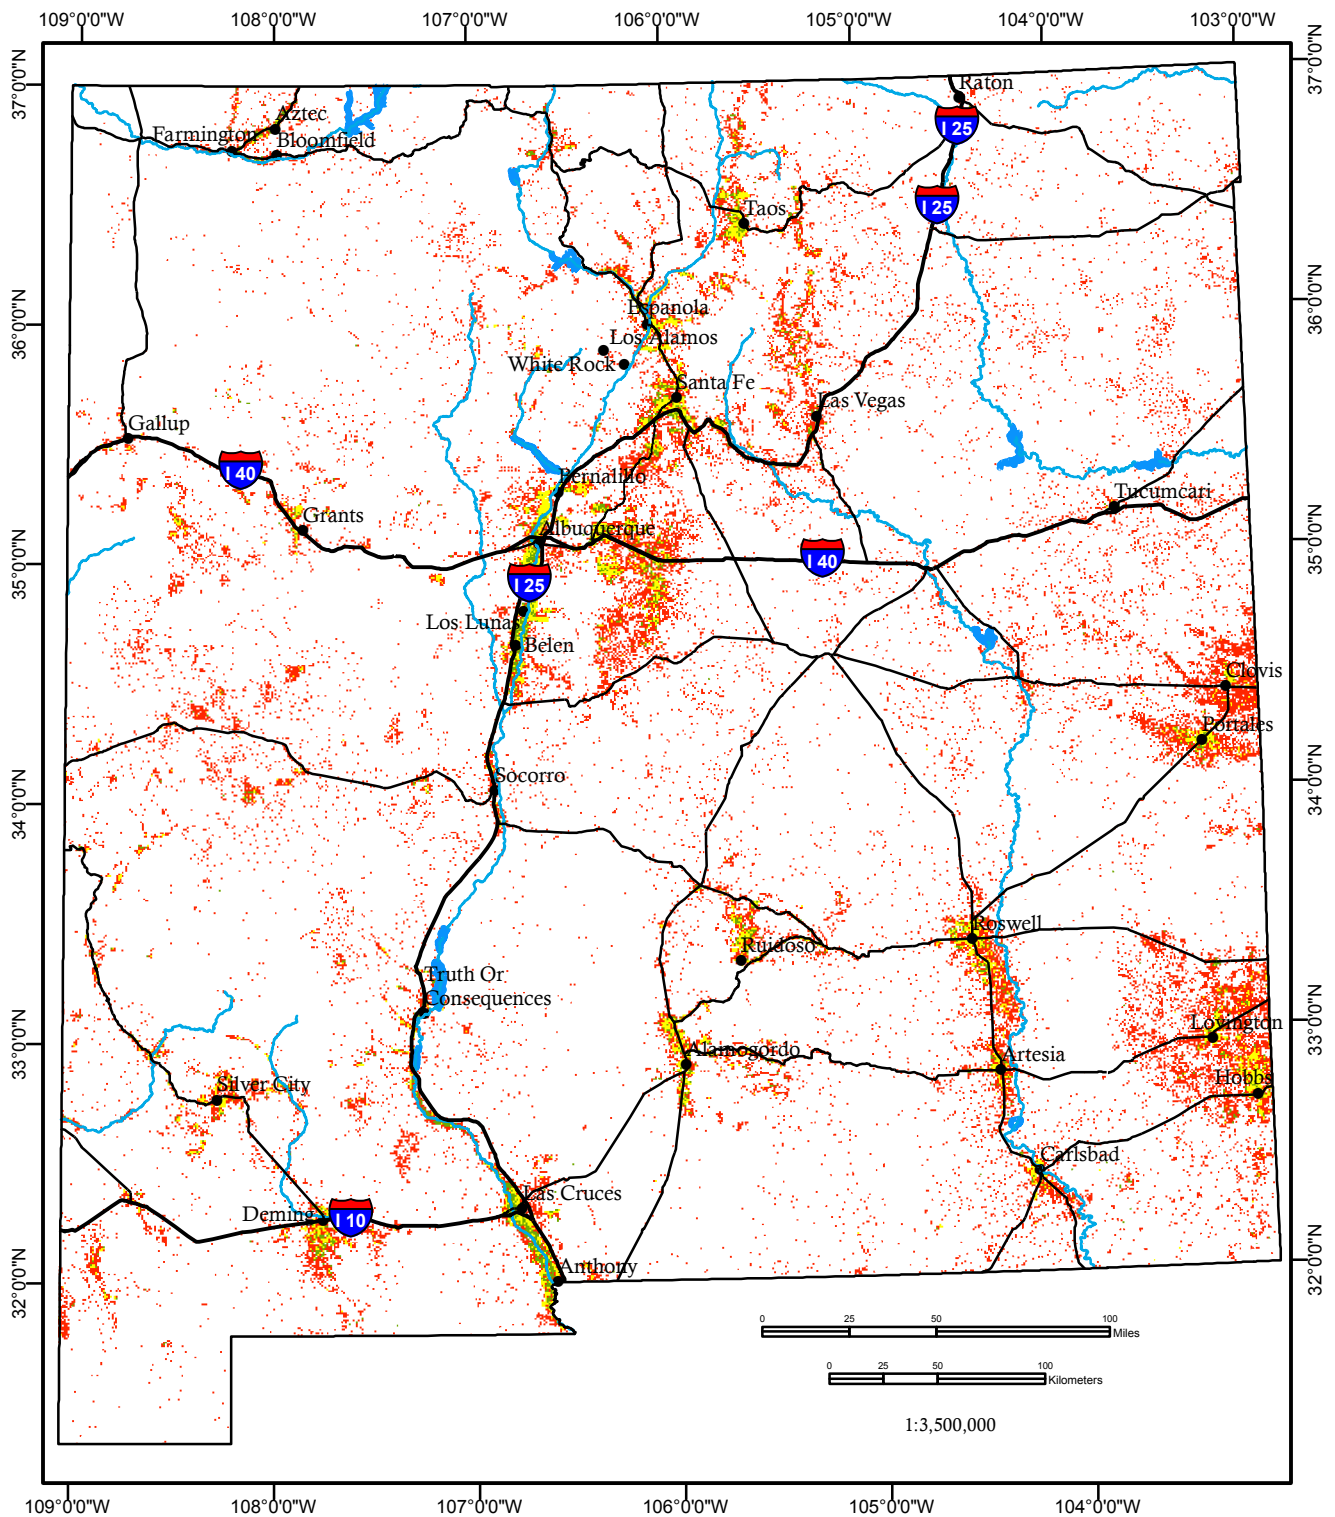 109°0'0"W 108°0'0"W 107°0'0"W 106°0'0"W 105°0'0"W 104°0'0"W 103°0'0"W
37°0'0"N
37°0'0"N
Raton
Aztec
I 25
Farmington
Bloomfield
I 25
Taos
36°0'0"N
36°0'0"N
Espanola
Los Alamos
White Rock
Santa Fe
Las Vegas
Gallup
I 40
Bernalillo
Tucumcari
Grants
Albuquerque
35°0'0"N
35°0'0"N
I 40
I 25
Los Lunas
Belen
Clovis
Portales
34°0'0"N
34°0'0"N
Socorro
Roswell
Ruidoso
Truth Or
Consequences
33°0'0"N
33°0'0"N
Lovington
Alamogordo
Artesia
Hobbs
Silver City
Carlsbad
Las Cruces
Deming
I 10
Anthony
32°0'0"N
32°0'0"N
0 25 50 100
Miles
0 25 50 100
Kilometers
1:3,500,000
109°0'0"W 108°0'0"W 107°0'0"W 106°0'0"W 105°0'0"W 104°0'0"W